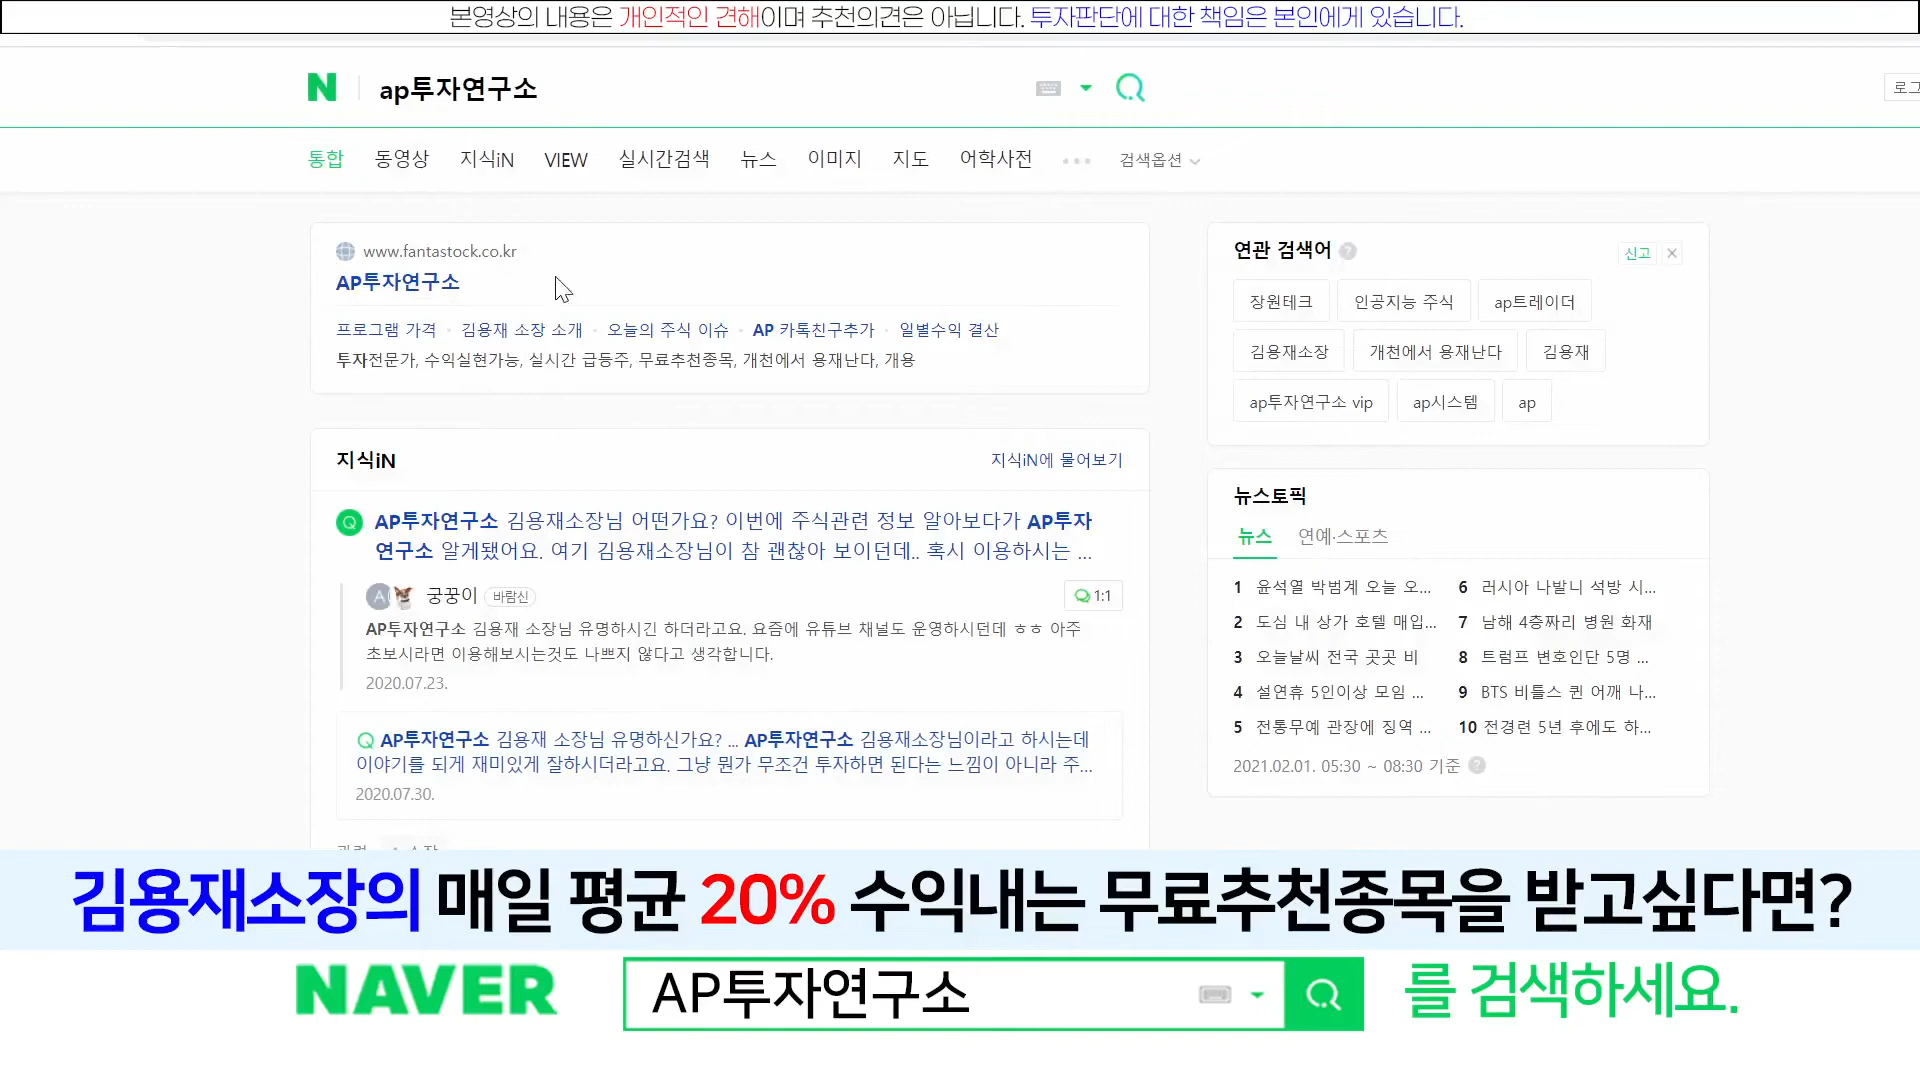 본영상의 내용은 개인적인 견해이며 추천의견은 아닙니다. 투자판단에 대한 책임은 본인에게 있습니다.
N ap투자연구소
로그
통합 동영상 지식iN VIEW 실시간검색 뉴스 이미지 지도 어학사전 검색옵션
www.fantastock.co.kr
AP투자연구소
프로그램 가격 · 김용재 소장 소개 · 오늘의 주식 이슈 · AP 카톡친구추가 · 일별수익 결산
투자전문가, 수익실현가능, 실시간 급등주, 무료추천종목, 개천에서 용재난다, 개용
지식iN 지식iN에 물어보기
Q AP투자연구소 김용재소장님 어떤가요? 이번에 주식관련 정보 알아보다가 AP투자
연구소 알게됐어요. 여기 김용재소장님이 참 괜찮아 보이던데.. 혹시 이용하시는 ...
A 궁꿍이 바람신 1:1
AP투자연구소 김용재 소장님 유명하시긴 하더라고요. 요즘에 유튜브 채널도 운영하시던데 ㅎㅎ 아주
초보시라면 이용해보시는것도 나쁘지 않다고 생각합니다.
2020.07.23.
AP투자연구소 김용재 소장님 유명하신가요? ... AP투자연구소 김용재소장님이라고 하시는데
이야기를 되게 재미있게 잘하시더라고요. 그냥 뭔가 무조건 투자하면 된다는 느낌이 아니라 주...
2020.07.30.
연관 검색어 ? 신고
장원테크 인공지능 주식 ap트레이더
김용재소장 개천에서 용재난다 김용재
ap투자연구소 vip ap시스템 ap
뉴스토픽
뉴스 연예·스포츠
1 윤석열 박범계 오늘 오...
2 도심 내 상가 호텔 매입...
3 오늘날씨 전국 곳곳 비
4 설연휴 5인이상 모임 ...
5 전통무예 관장에 징역 ...
6 러시아 나발니 석방 시...
7 남해 4층짜리 병원 화재
8 트럼프 변호인단 5명 ...
9 BTS 비틀스 퀸 어깨 나...
10 전경련 5년 후에도 하...
2021.02.01. 05:30 ~ 08:30 기준 ?
김용재소장의 매일 평균 20% 수익내는 무료추천종목을 받고싶다면?
NAVER AP투자연구소 를 검색하세요.